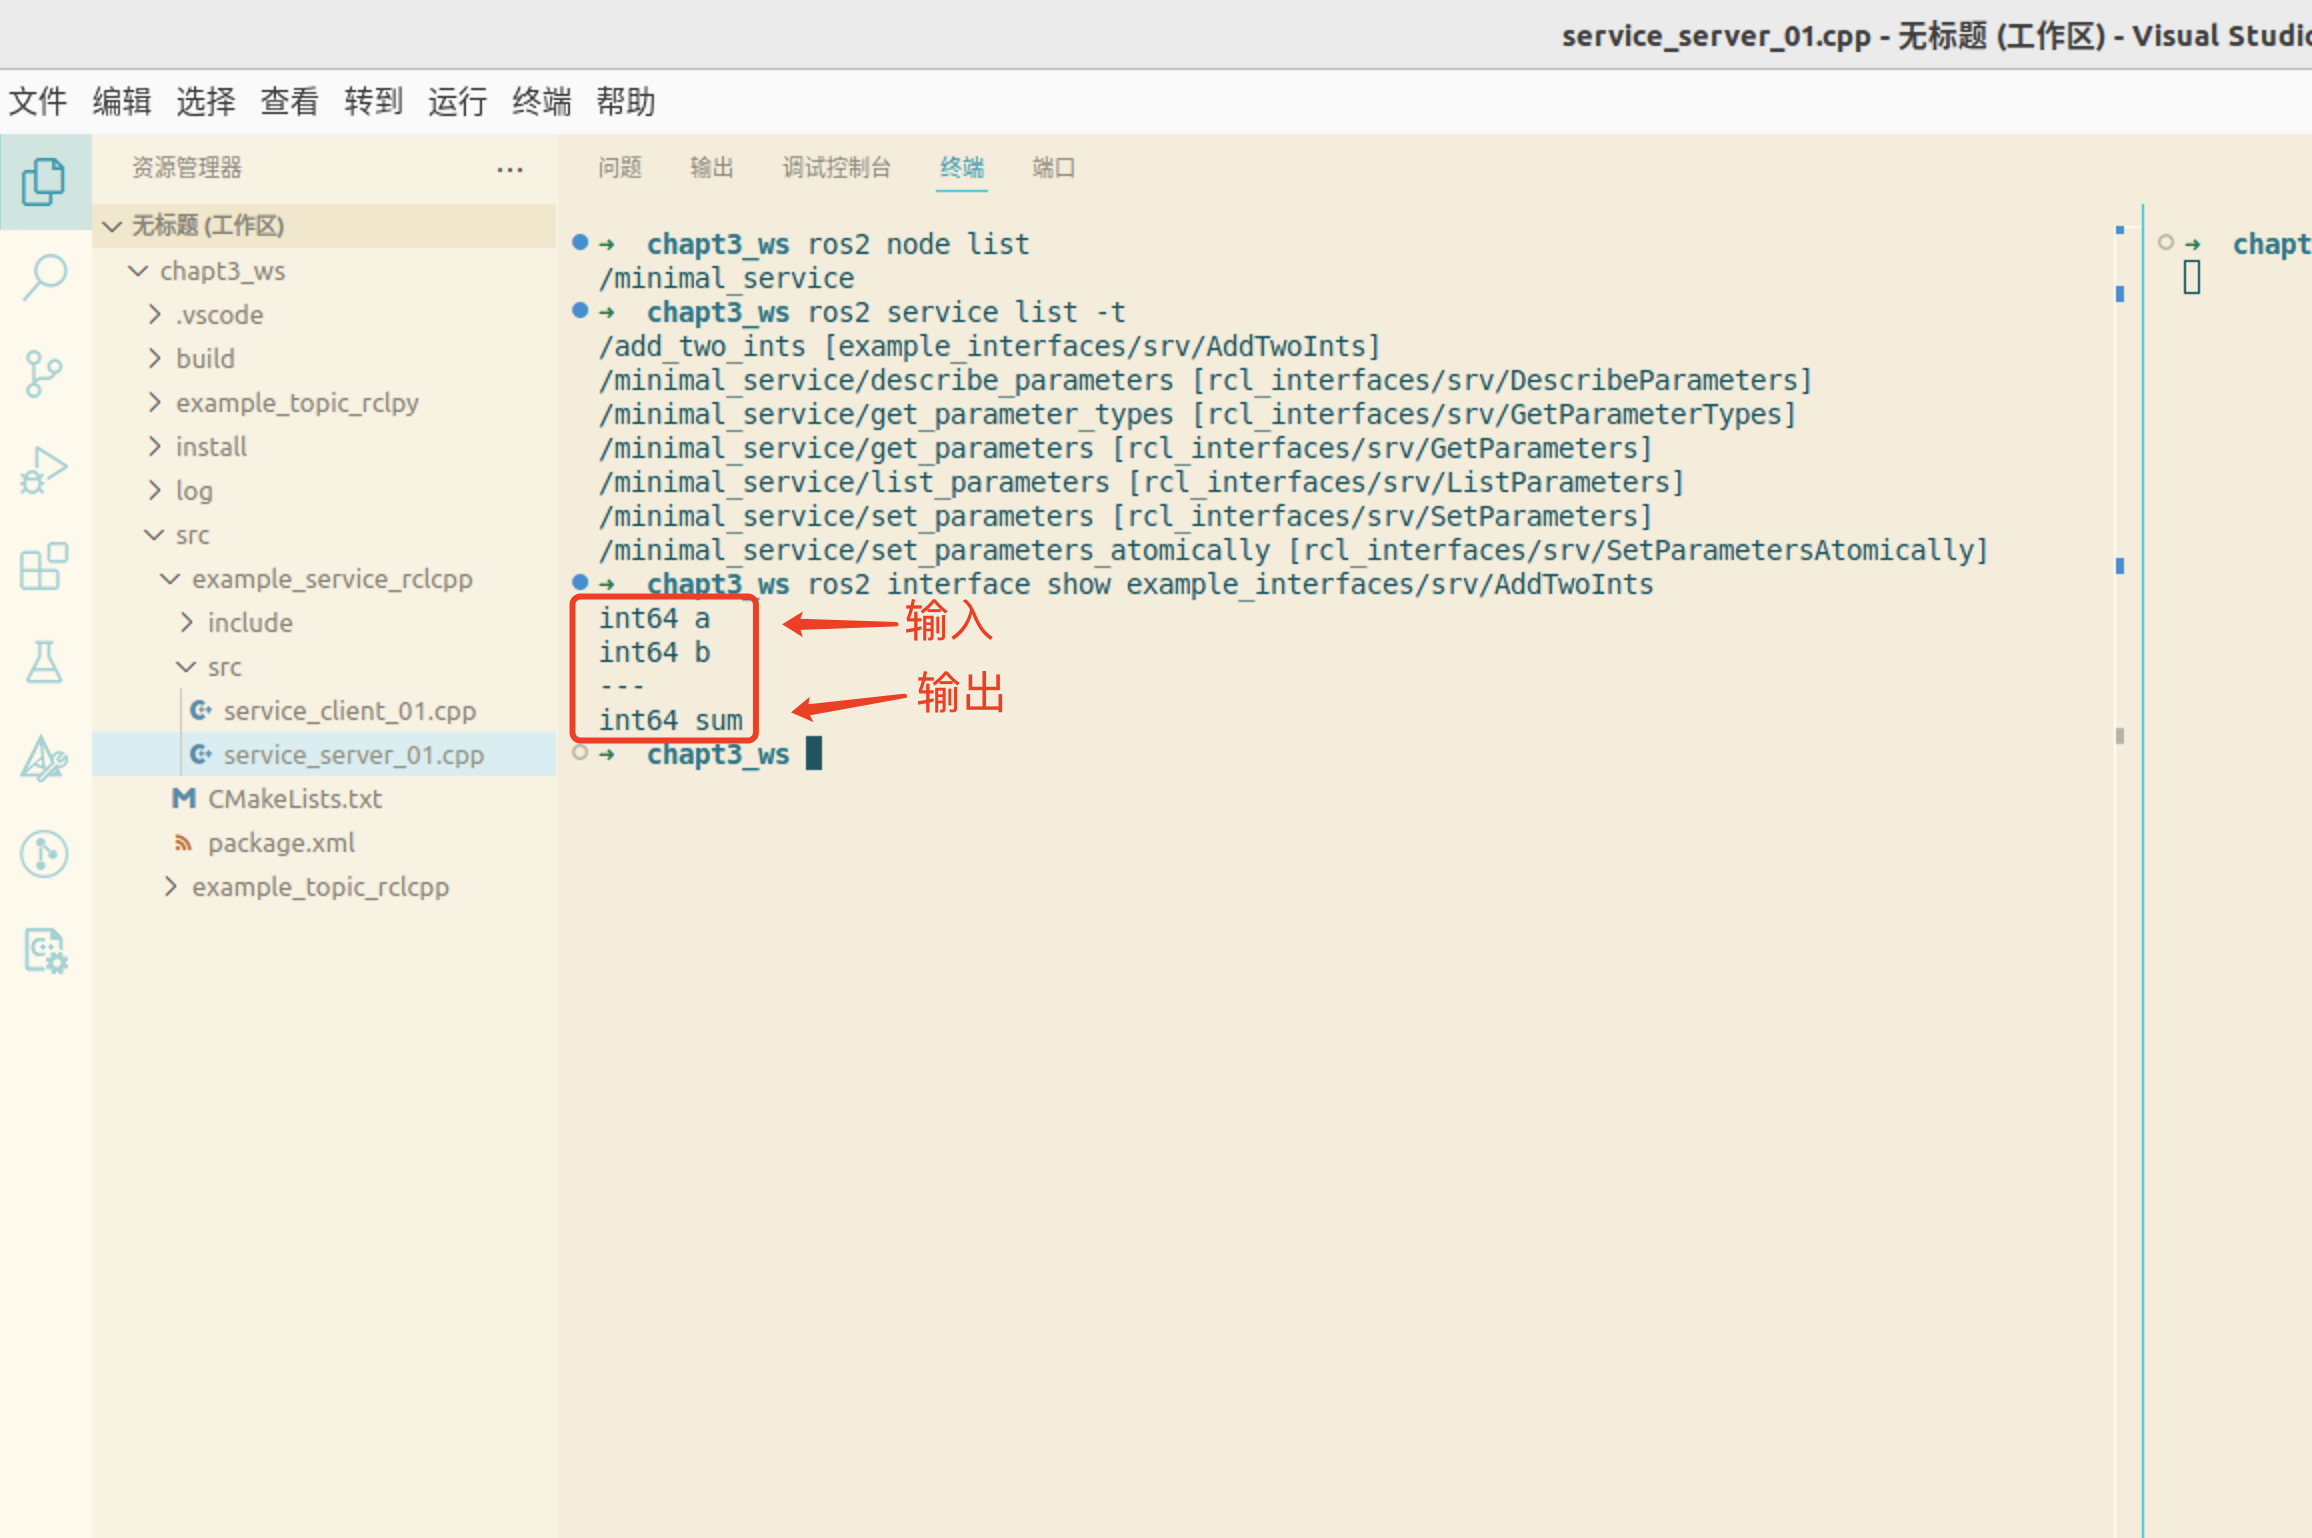 service_server_01.cpp - 无标题 (工作区) - Visual Studio
文件 编辑 选择 查看 转到 运行 终端 帮助
资源管理器 ···
无标题 (工作区)
chapt3_ws
.vscode
build
example_topic_rclpy
install
log
src
example_service_rclcpp
include
src
service_client_01.cpp
service_server_01.cpp
CMakeLists.txt
package.xml
example_topic_rclcpp
问题 输出 调试控制台 终端 端口
➜ chapt3_ws ros2 node list
/minimal_service
➜ chapt3_ws ros2 service list -t
/add_two_ints [example_interfaces/srv/AddTwoInts]
/minimal_service/describe_parameters [rcl_interfaces/srv/DescribeParameters]
/minimal_service/get_parameter_types [rcl_interfaces/srv/GetParameterTypes]
/minimal_service/get_parameters [rcl_interfaces/srv/GetParameters]
/minimal_service/list_parameters [rcl_interfaces/srv/ListParameters]
/minimal_service/set_parameters [rcl_interfaces/srv/SetParameters]
/minimal_service/set_parameters_atomically [rcl_interfaces/srv/SetParametersAtomically]
➜ chapt3_ws ros2 interface show example_interfaces/srv/AddTwoInts
int64 a
输入
int64 b
---
输出
int64 sum
➜ chapt3_ws
➜ chapt